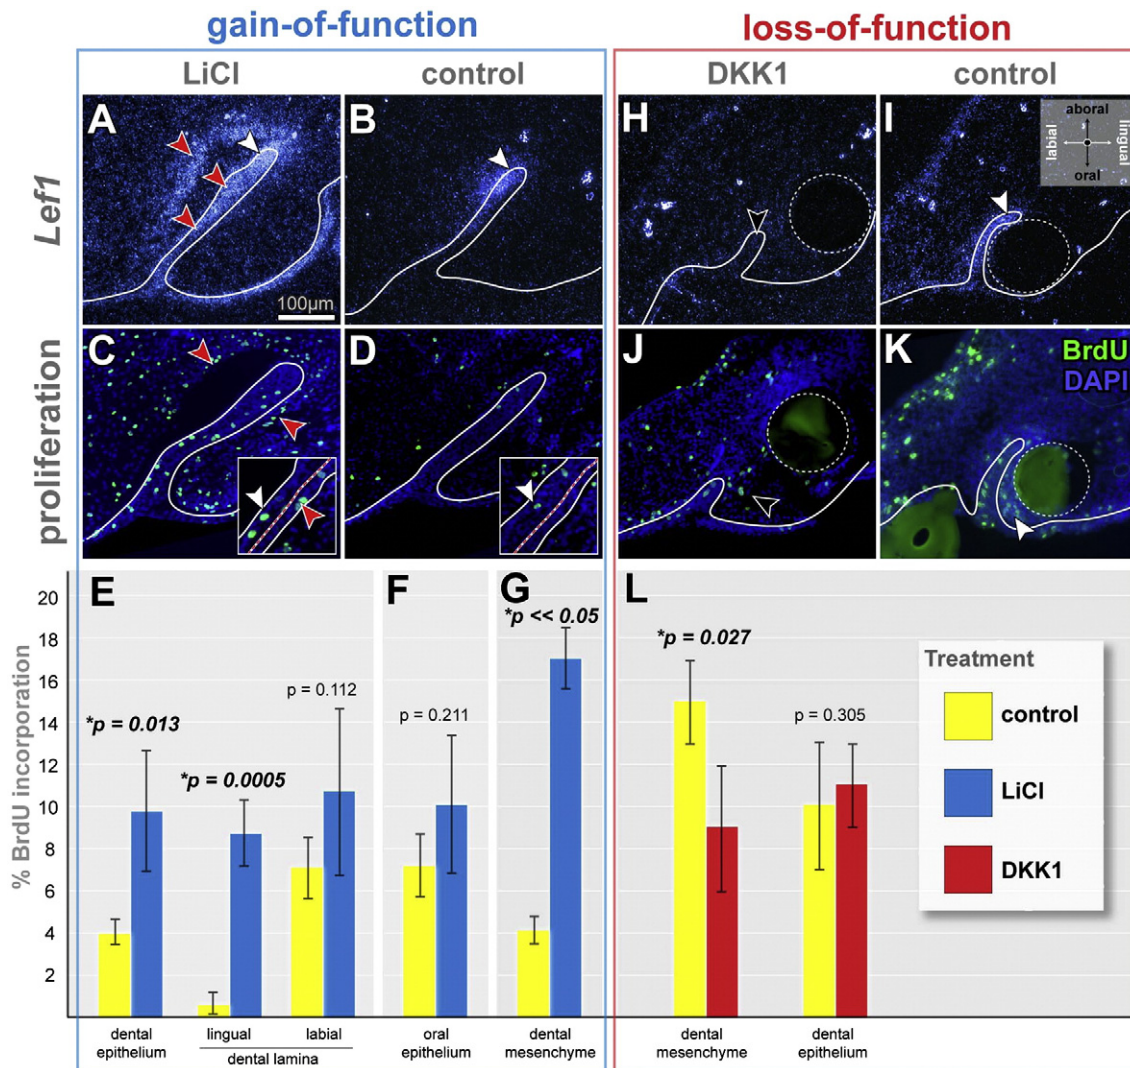 gain-of-function
loss-of-function
LiCl
control
DKK1
control
Lef1
A
B
H
I
aboral
labial
lingual
oral
100µm
proliferation
C
D
J
K
BrdU
DAPI
E
F
G
L
% BrdU incorporation
20
18
16
14
12
10
8
6
4
2
*p = 0.013
*p = 0.0005
p = 0.112
p = 0.211
*p << 0.05
*p = 0.027
p = 0.305
Treatment
control
LiCl
DKK1
dental
epithelium
lingual
labial
dental lamina
oral
epithelium
dental
mesenchyme
dental
mesenchyme
dental
epithelium